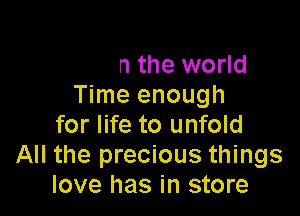 n the world
Time enough
for life to unfold
All the precious things
love has in store